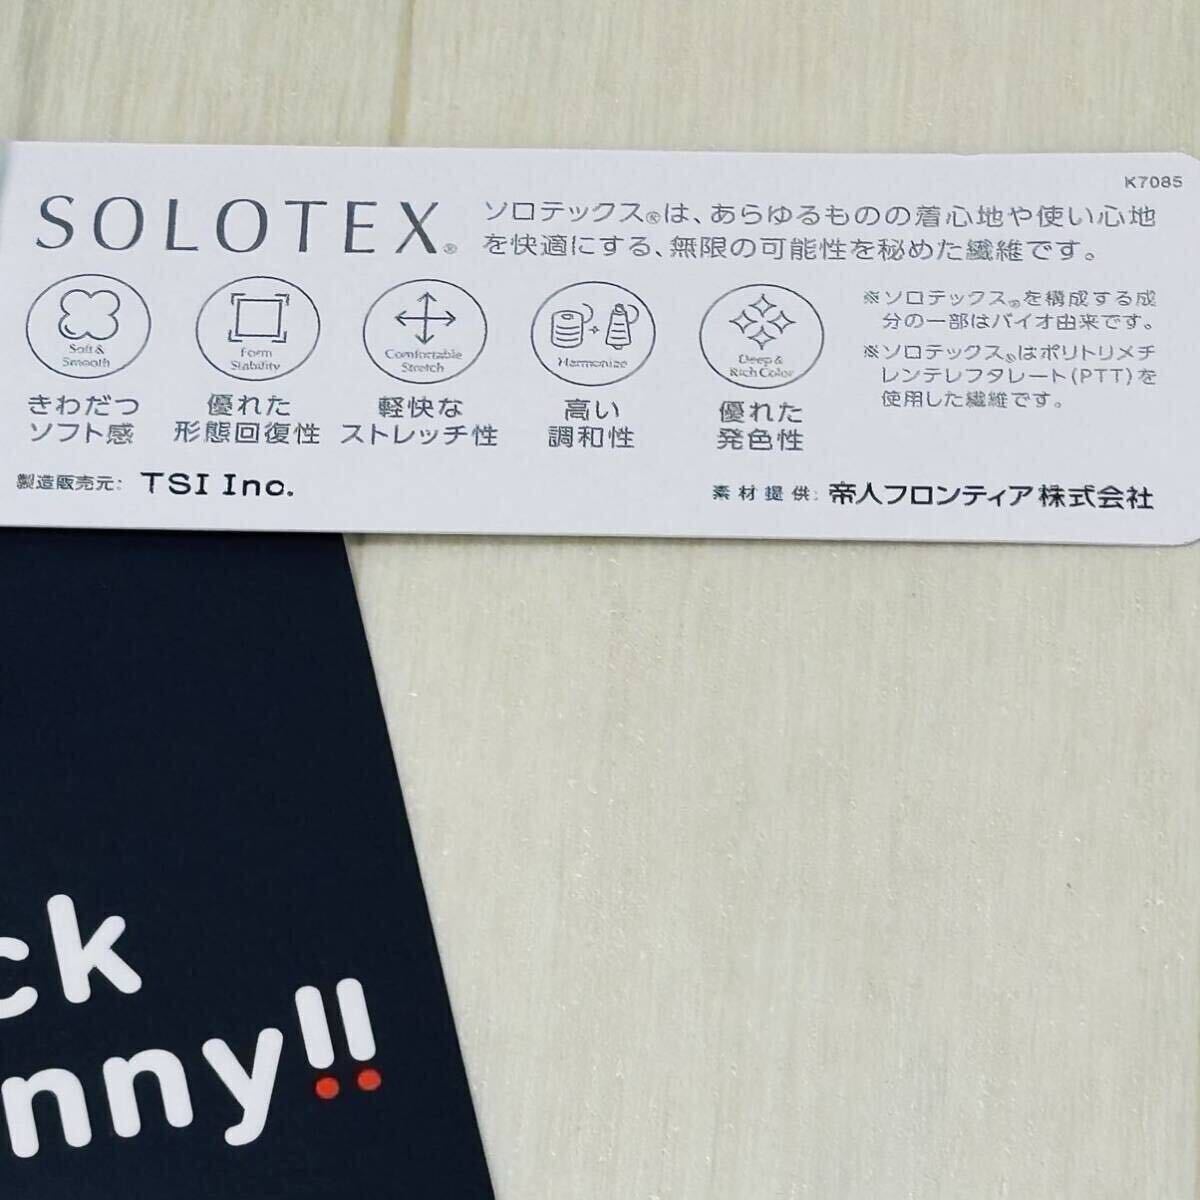 K7085
SOLOTEX®
ソロテックス®は、あらゆるものの着心地や使い心地
を快適にする、無限の可能性を秘めた繊維です。
Soft &
Smooth
きわだつ
ソフト感
Form
Stability
優れた
形態回復性
Comfortable
Stretch
軽快な
ストレッチ性
Harmonize
高い
調和性
Deep &
Rich Color
優れた
発色性
※ソロテックス®を構成する成
分の一部はバイオ由来です。
※ソロテックス®はポリトリメチ
レンテレフタレート(PTT)を
使用した繊維です。
製造販売元: TSI Inc.
素材提供: 帝人フロンティア株式会社
ck
nny!!